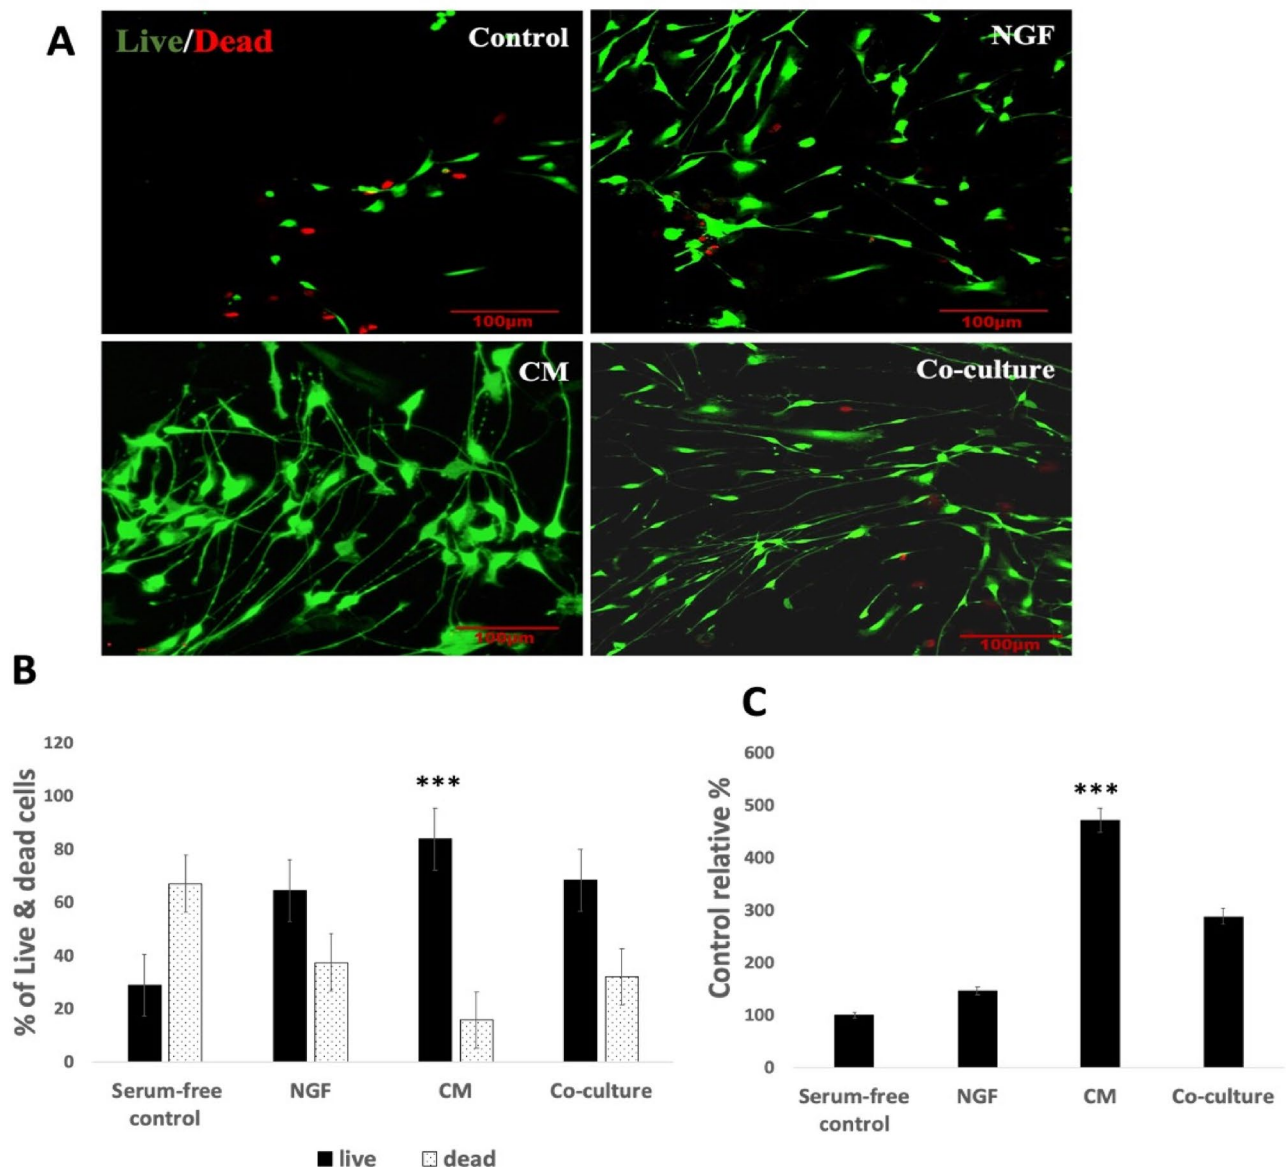 A
Live/Dead
Control
NGF
100µm
100µm
CM
Co-culture
100µm
100µm
B
% of Live & dead cells
120
100
80
60
40
20
0
***
Serum-free
control
NGF
CM
Co-culture
live
dead
C
Control relative %
600
500
400
300
200
100
0
***
Serum-free
control
NGF
CM
Co-culture